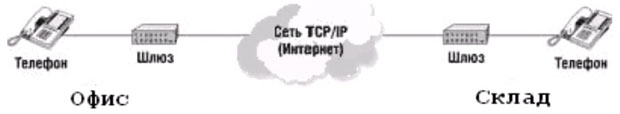 Сеть TCP/IP
(Интернет)
Телефон
Шлюз
Шлюз
Телефон
Офис
Склад